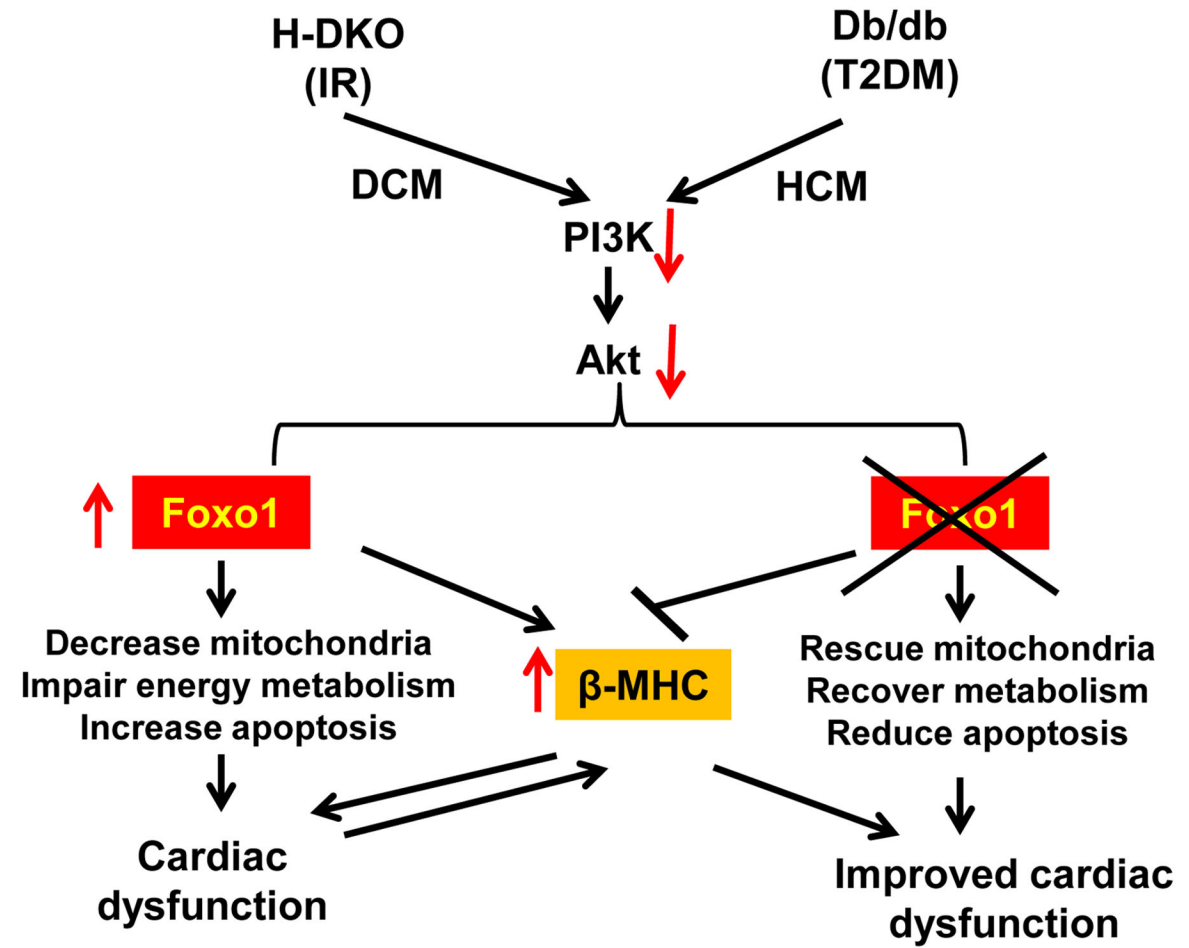 H-DKO
(IR)
Db/db
(T2DM)
DCM
HCM
PI3K
Akt
Foxo1
Foxo1
Decrease mitochondria
Impair energy metabolism
Increase apoptosis
β-MHC
Rescue mitochondria
Recover metabolism
Reduce apoptosis
Cardiac
dysfunction
Improved cardiac
dysfunction